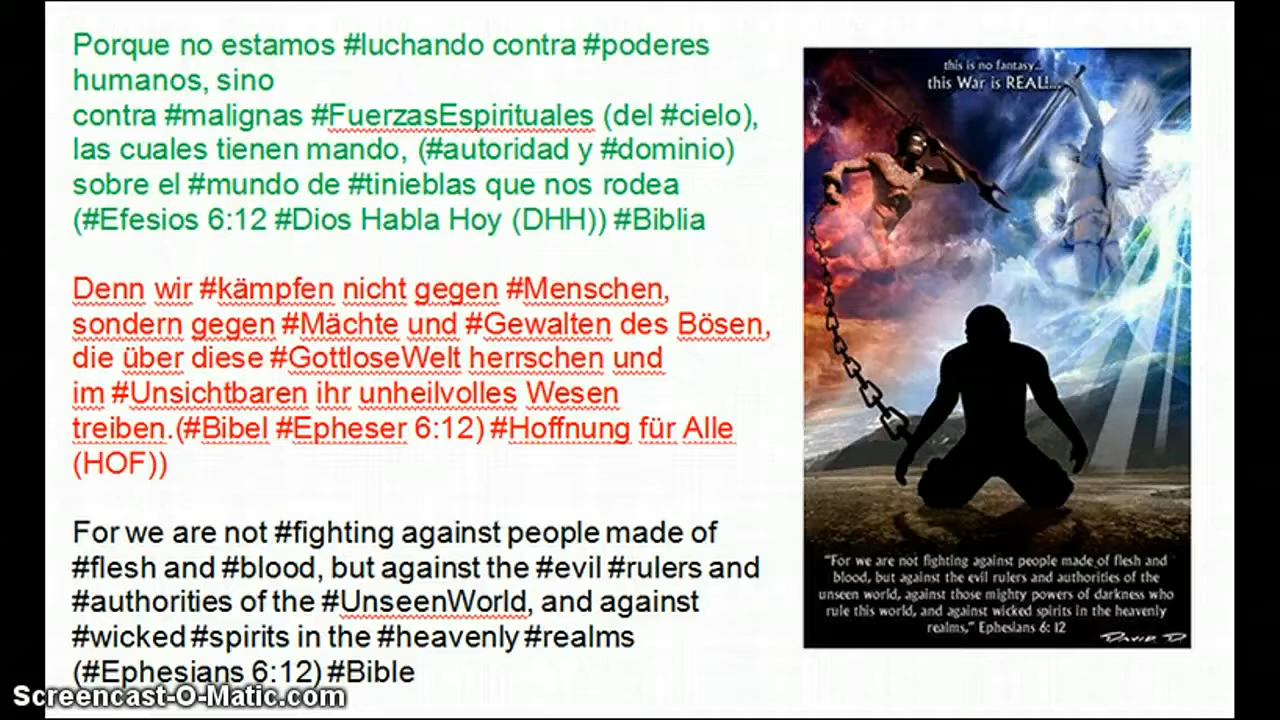 Porque no estamos #luchando contra #poderes
humanos, sino
contra #malignas #FuerzasEspirituales (del #cielo),
las cuales tienen mando, (#autoridad y #dominio)
sobre el #mundo de #tinieblas que nos rodea
(#Efesios 6:12 #Dios Habla Hoy (DHH)) #Biblia
Denn wir #kämpfen nicht gegen #Menschen,
sondern gegen #Mächte und #Gewalten des Bösen,
die über diese #GottloseWelt herrschen und
im #Unsichtbaren ihr unheilvolles Wesen
treiben.(#Bibel #Epheser 6:12) #Hoffnung für Alle
(HOF))
For we are not #fighting against people made of
#flesh and #blood, but against the #evil #rulers and
#authorities of the #UnseenWorld, and against
#wicked #spirits in the #heavenly #realms
(#Ephesians 6:12) #Bible
this is no fantasy...
this War is REAL!...
"For we are not fighting against people made of flesh and
blood, but against the evil rulers and authorities of the
unseen world, against those mighty powers of darkness who
rule this world, and against wicked spirits in the heavenly
realms," Ephesians 6: 12
DAVID D
Screencast-O-Matic.com